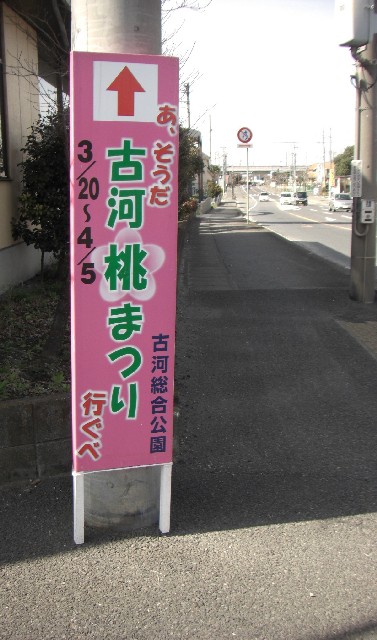 あ、そうだ
古河桃まつり
行ぐべ
3/20～4/5
古河総合公園